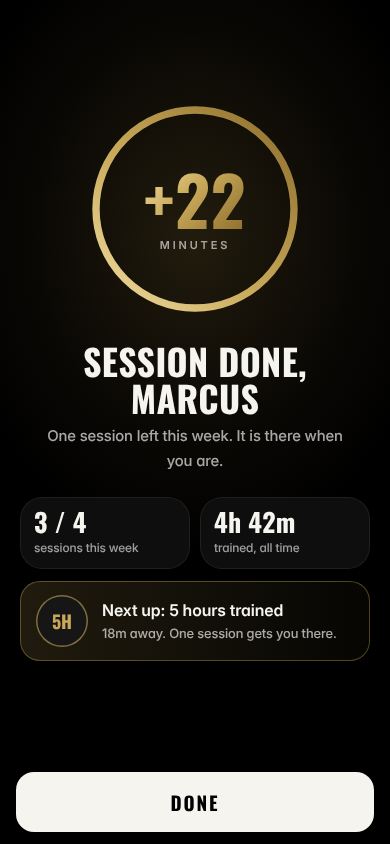 +22
MINUTES
SESSION DONE,
MARCUS
One session left this week. It is there when
you are.
3 / 4
sessions this week
4h 42m
trained, all time
5H
Next up: 5 hours trained
18m away. One session gets you there.
DONE